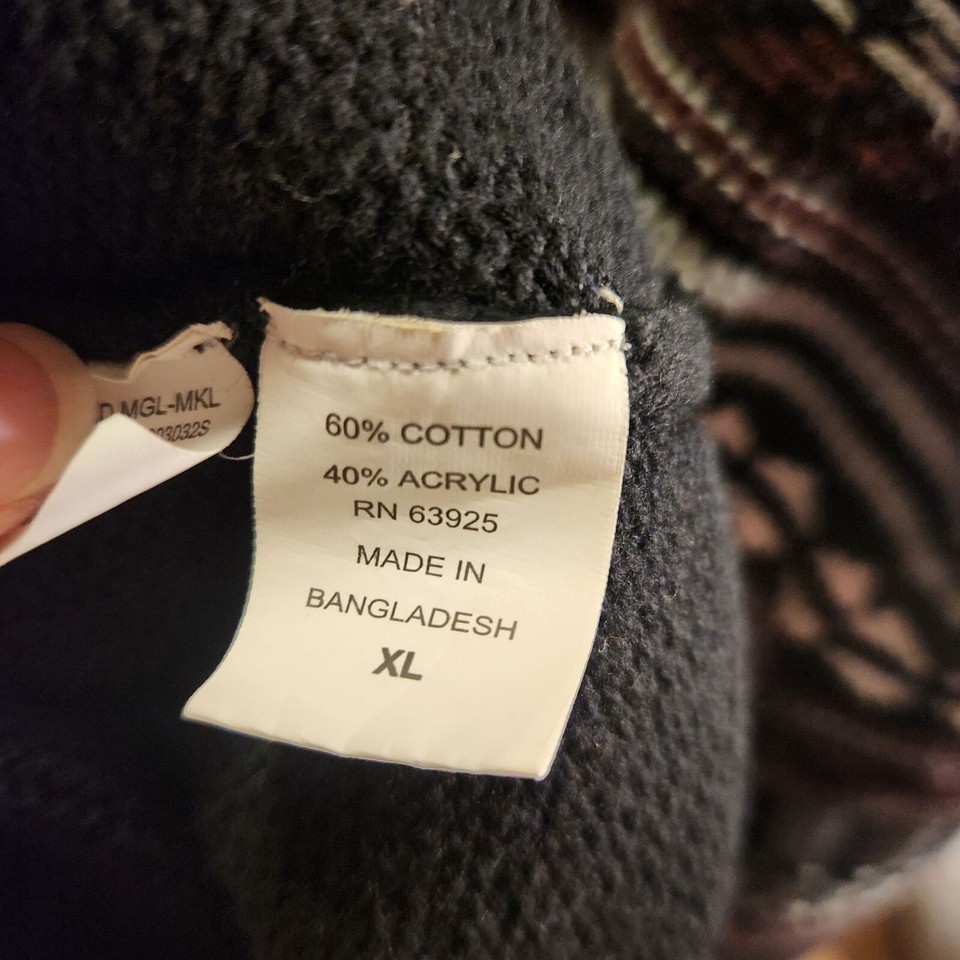 MGL-MKL
60% COTTON
40% ACRYLIC
RN 63925
MADE IN
BANGLADESH
XL